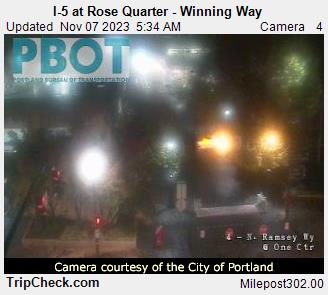 I-5 at Rose Quarter - Winning Way
Updated Nov 07 2023 5:34 AM Camera 4
PBOT
PORTLAND BUREAU OF TRANSPORTATION
4 - N. Ramsey Wy
@ One Ctr
Camera courtesy of the City of Portland
TripCheck.com Milepost302.00